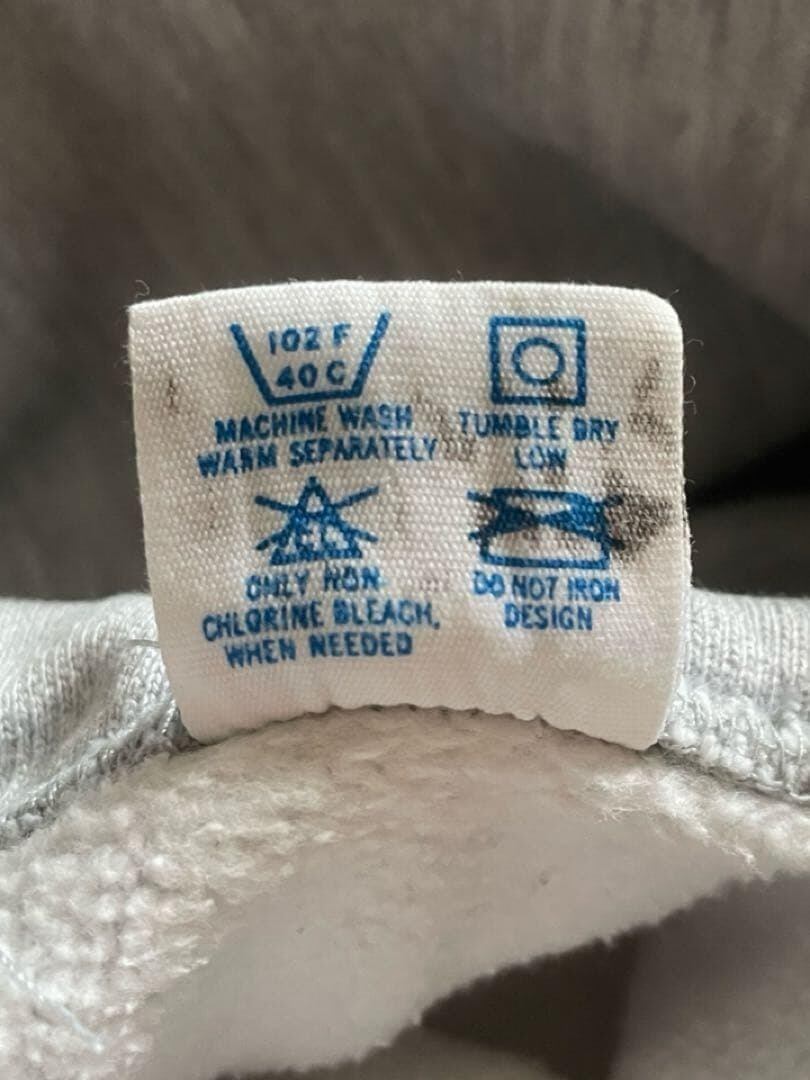 102 F
40 C
MACHINE WASH
WARM SEPARATELY
TUMBLE DRY
LOW
CL
ONLY NON
CHLORINE BLEACH,
WHEN NEEDED
DO NOT IRON
DESIGN